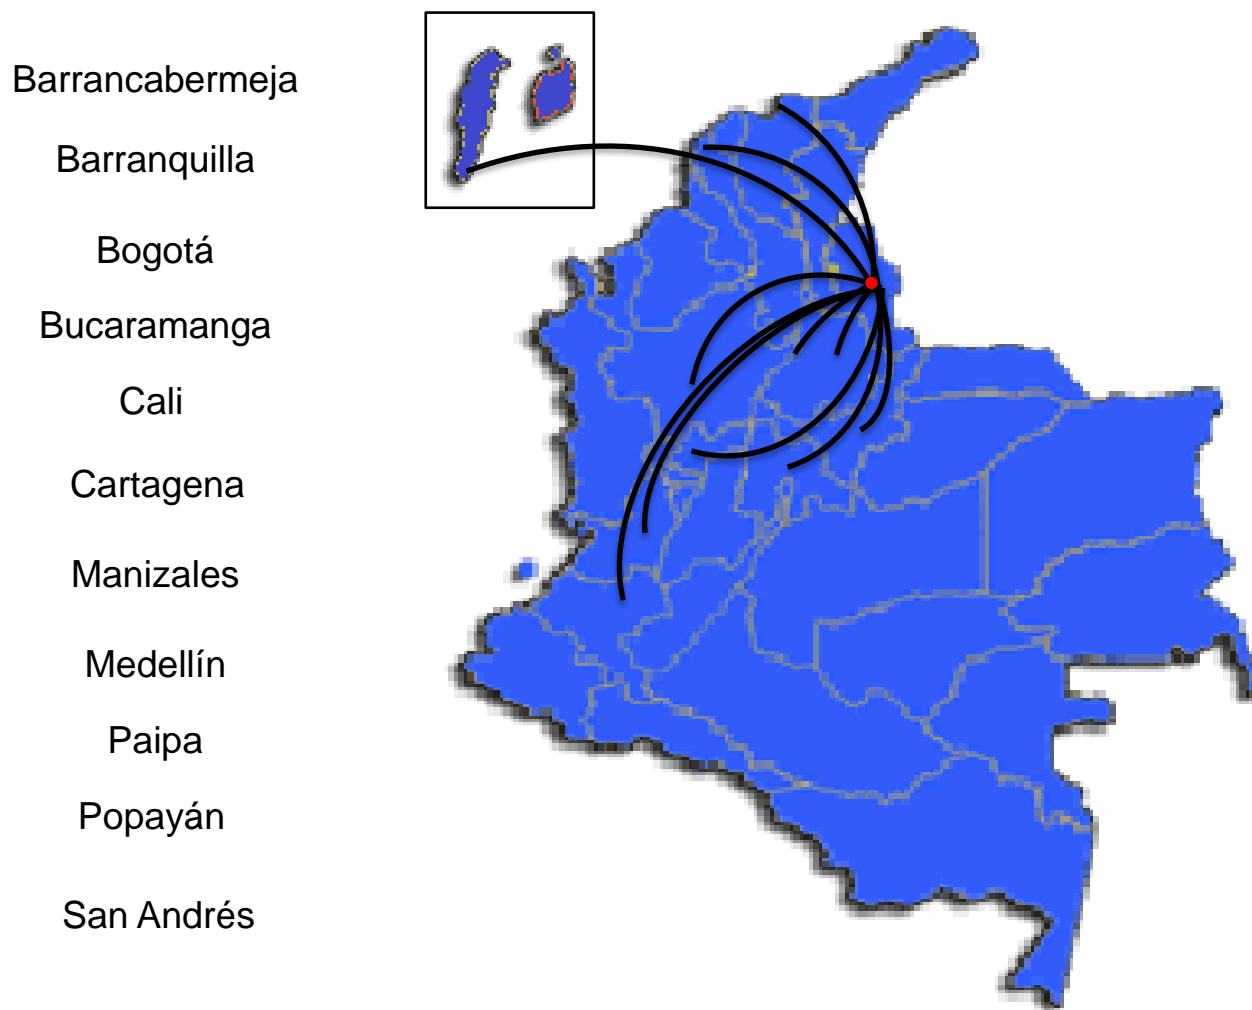 Barrancabermeja
Barranquilla
Bogotá
Bucaramanga
Cali
Cartagena
Manizales
Medellín
Paipa
Popayán
San Andrés